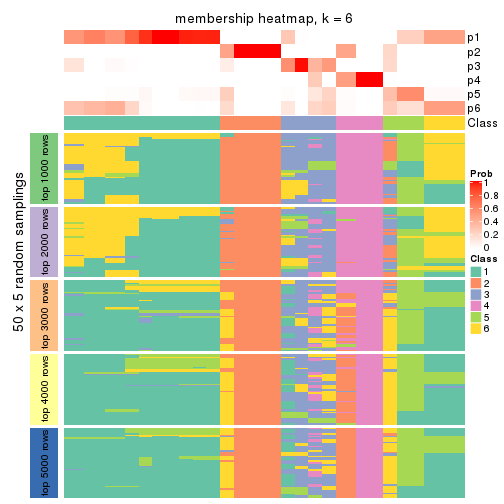 membership heatmap, k = 6
p1
p2
p3
p4
p5
p6
Class
50 x 5 random samplings
top 1000 rows
top 2000 rows
top 3000 rows
top 4000 rows
top 5000 rows
Prob
1
0.8
0.6
0.4
0.2
0
Class
1
2
3
4
5
6